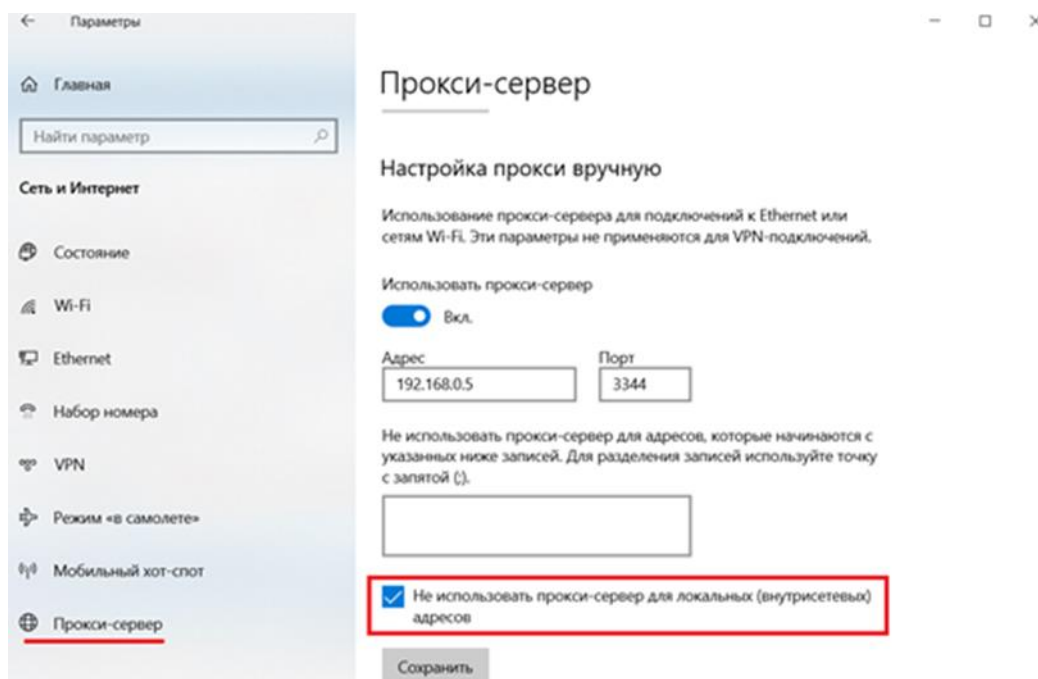 Параметры
Главная
Найти параметр
Сеть и Интернет
Состояние
Wi-Fi
Ethernet
Набор номера
VPN
Режим «в самолете»
Мобильный хот-спот
Прокси-сервер
Прокси-сервер
Настройка прокси вручную
Использование прокси-сервера для подключений к Ethernet или
сетям Wi-Fi. Эти параметры не применяются для VPN-подключений.
Использовать прокси-сервер
Вкл.
Адрес Порт
192.168.0.5 3344
Не использовать прокси-сервер для адресов, которые начинаются с
указанных ниже записей. Для разделения записей используйте точку
с запятой (;).
Не использовать прокси-сервер для локальных (внутрисетевых)
адресов
Сохранить